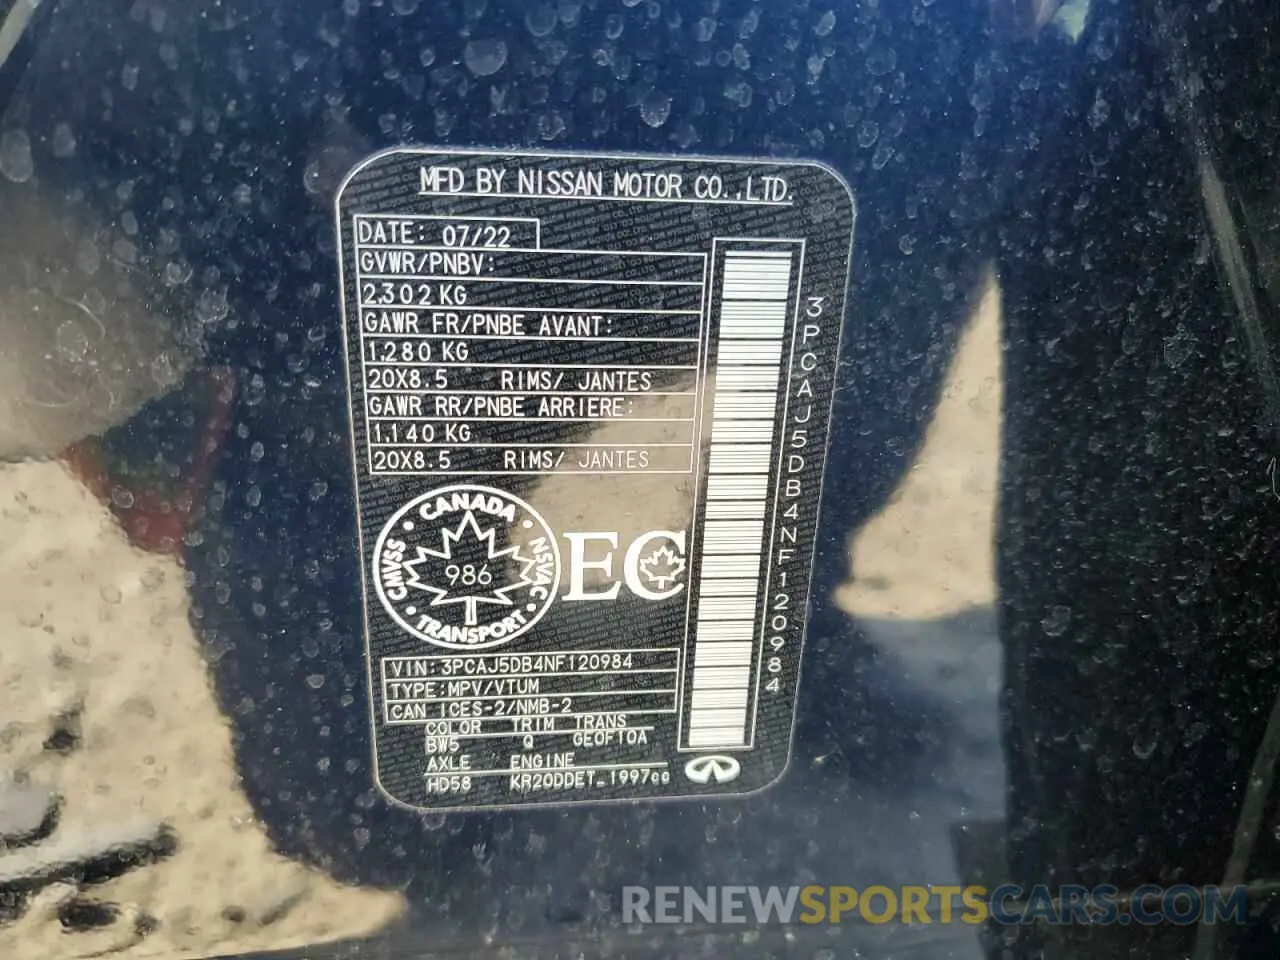 MFD BY NISSAN MOTOR CO.,LTD.
DATE: 07/22
GVWR/PNBV:
2,302 KG
GAWR FR/PNBE AVANT:
1,280 KG
20X8.5 RIMS/ JANTES
GAWR RR/PNBE ARRIERE:
1,140 KG
20X8.5 RIMS/ JANTES
CANADA
C-MVSS 986 NSVAC
TRANSPORT
EC
VIN:3PCAJ5DB4NF120984
TYPE:MPV/VTUM
CAN ICES-2/NMB-2
COLOR TRIM TRANS
BW5 Q GE0F10A
AXLE ENGINE
HD58 KR20DDET-1997cc
3PCAJ5DB4NF120984
RENEWSPORTSCARS.COM